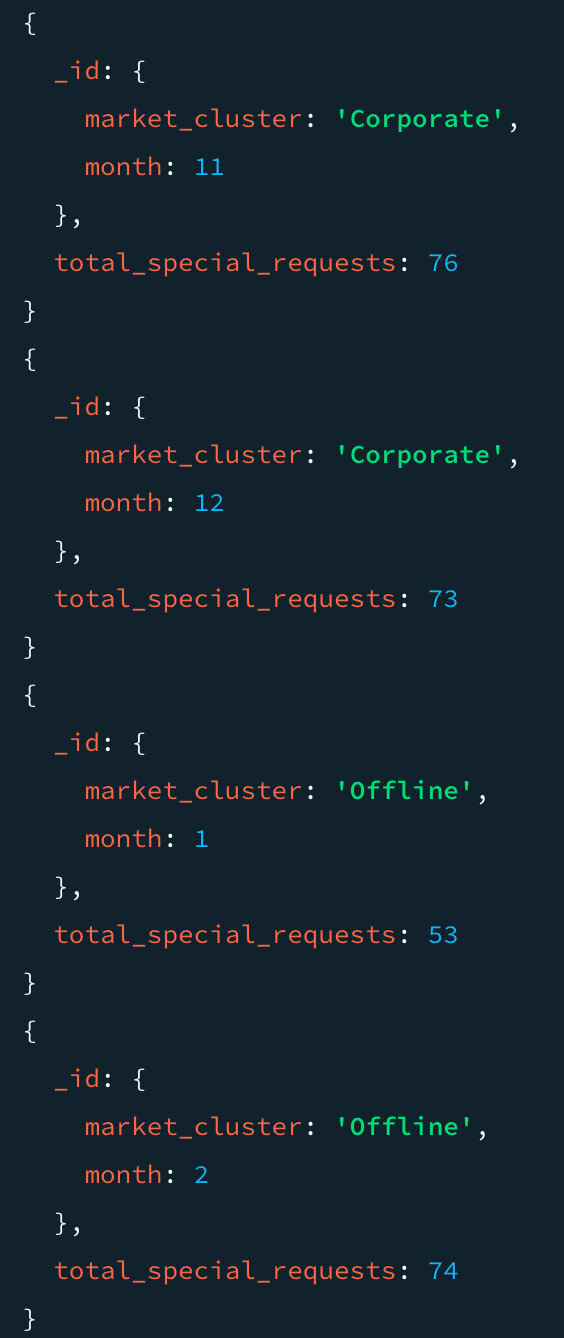 {
  _id: {
    market_cluster: 'Corporate',
    month: 11
  },
  total_special_requests: 76
}
{
  _id: {
    market_cluster: 'Corporate',
    month: 12
  },
  total_special_requests: 73
}
{
  _id: {
    market_cluster: 'Offline',
    month: 1
  },
  total_special_requests: 53
}
{
  _id: {
    market_cluster: 'Offline',
    month: 2
  },
  total_special_requests: 74
}